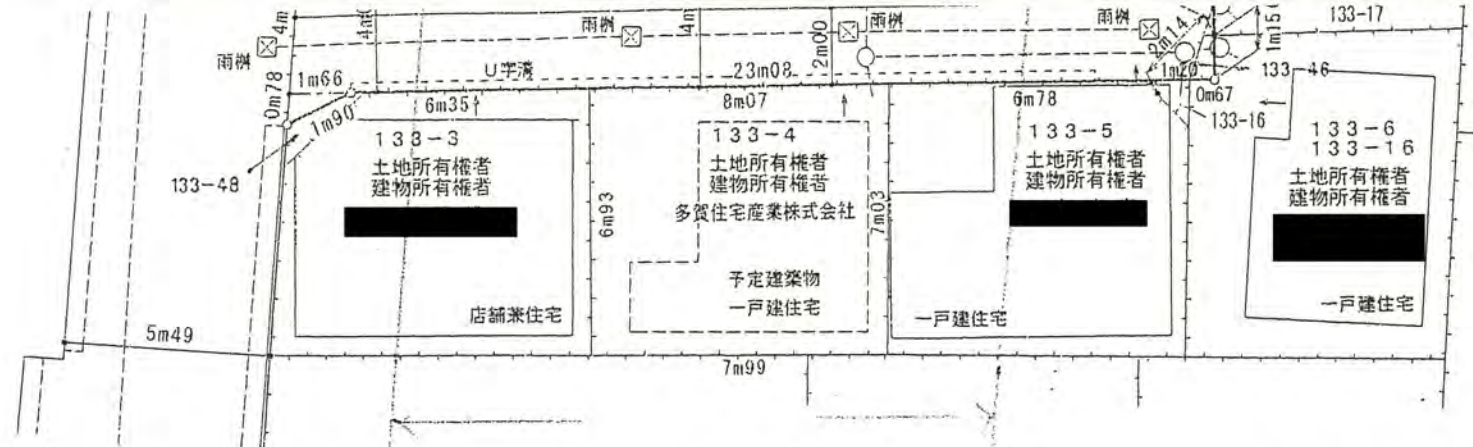 4m
4m
4m
雨桝
雨桝
雨桝
雨桝
2m00
2m14
1m15
133-17
U字溝
23m08
1m20
133-46
0m67
133-16
0m78
1m66
1m90
6m35
8m07
6m78
133-48
133-3
土地所有権者
建物所有権者
店舗兼住宅
6m93
133-4
土地所有権者
建物所有権者
多賀住宅産業株式会社
予定建築物
一戸建住宅
7m03
133-5
土地所有権者
建物所有権者
一戸建住宅
133-6
133-16
土地所有権者
建物所有権者
一戸建住宅
5m49
7m99